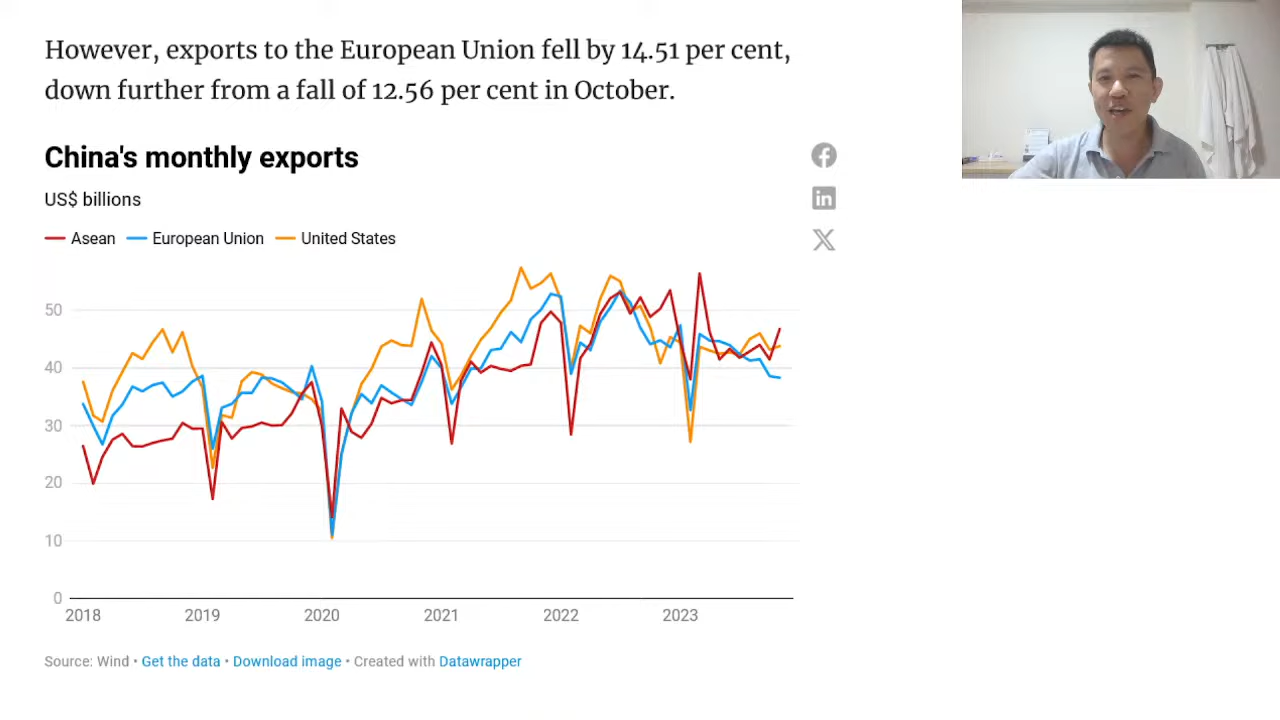 However, exports to the European Union fell by 14.51 per cent,
down further from a fall of 12.56 per cent in October.
China's monthly exports
US$ billions
Asean European Union United States
50
40
30
20
10
0
2018 2019 2020 2021 2022 2023
Source: Wind • Get the data • Download image • Created with Datawrapper